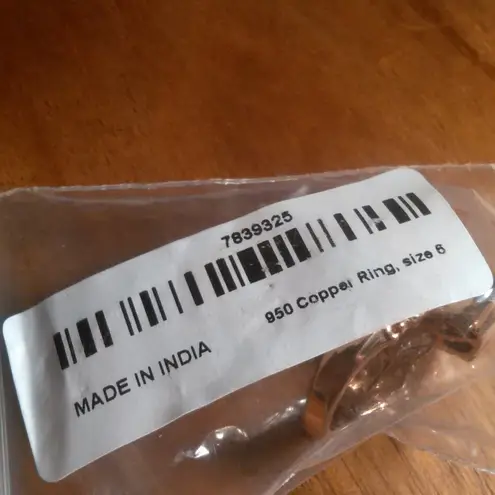 7839325
950 Copper Ring, size 6
MADE IN INDIA